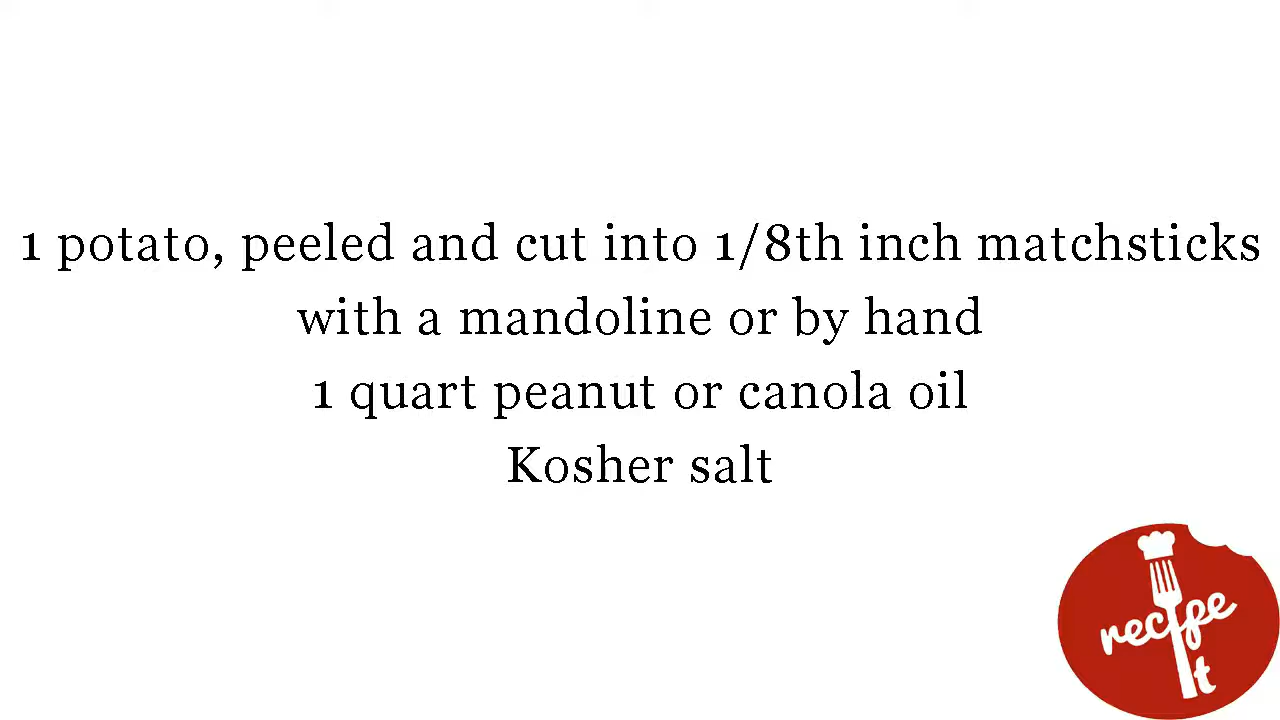 1 potato, peeled and cut into 1/8th inch matchsticks
with a mandoline or by hand
1 quart peanut or canola oil
Kosher salt
recipe
it